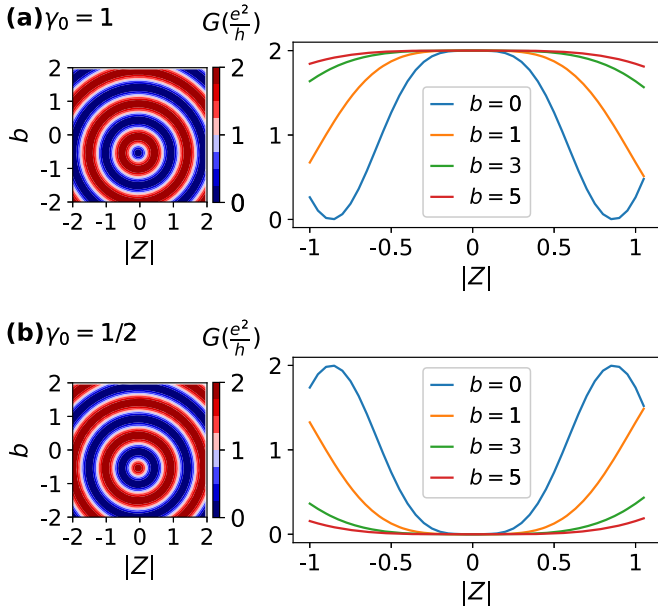 (a) γ₀ = 1
G(e²/h)
b
2
1
0
-1
-2
-2 -1 0 1 2
|Z|
2
1
0
2
1
0
b = 0
b = 1
b = 3
b = 5
-1 -0.5 0 0.5 1
|Z|
(b) γ₀ = 1/2
G(e²/h)
b
2
1
0
-1
-2
-2 -1 0 1 2
|Z|
2
1
0
2
1
0
b = 0
b = 1
b = 3
b = 5
-1 -0.5 0 0.5 1
|Z|